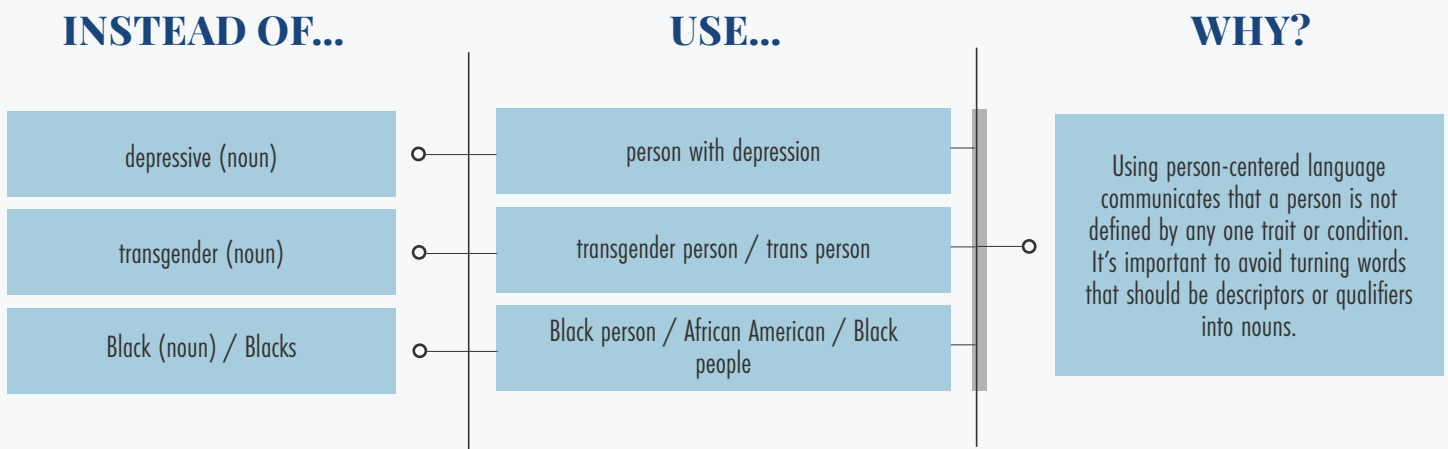 INSTEAD OF...
USE...
WHY?
depressive (noun)
person with depression
transgender (noun)
transgender person / trans person
Black (noun) / Blacks
Black person / African American / Black
people
Using person-centered language
communicates that a person is not
defined by any one trait or condition.
It's important to avoid turning words
that should be descriptors or qualifiers
into nouns.